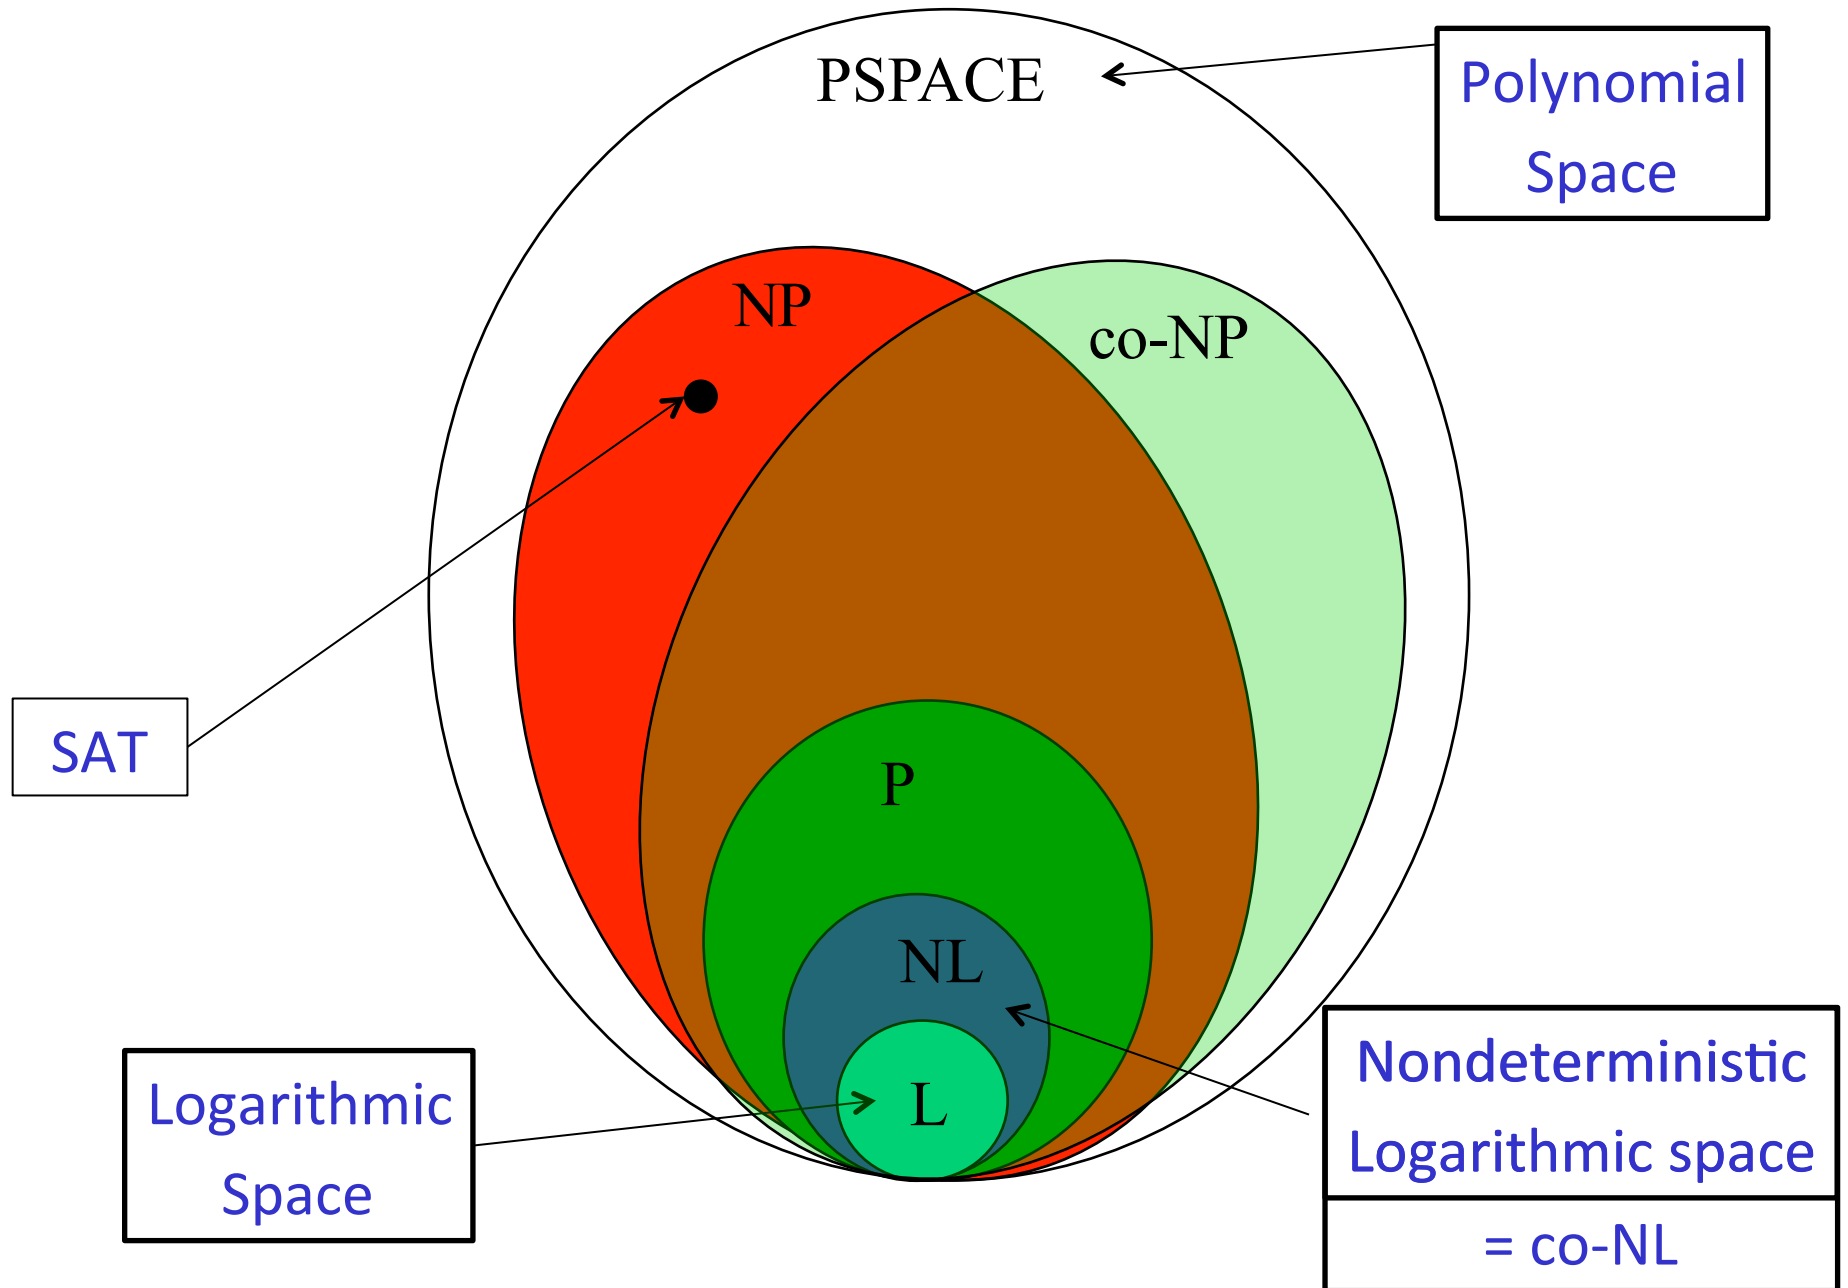 PSPACE
Polynomial
Space
NP
co-NP
SAT
P
NL
Logarithmic
Space
L
Nondeterministic
Logarithmic space
= co-NL